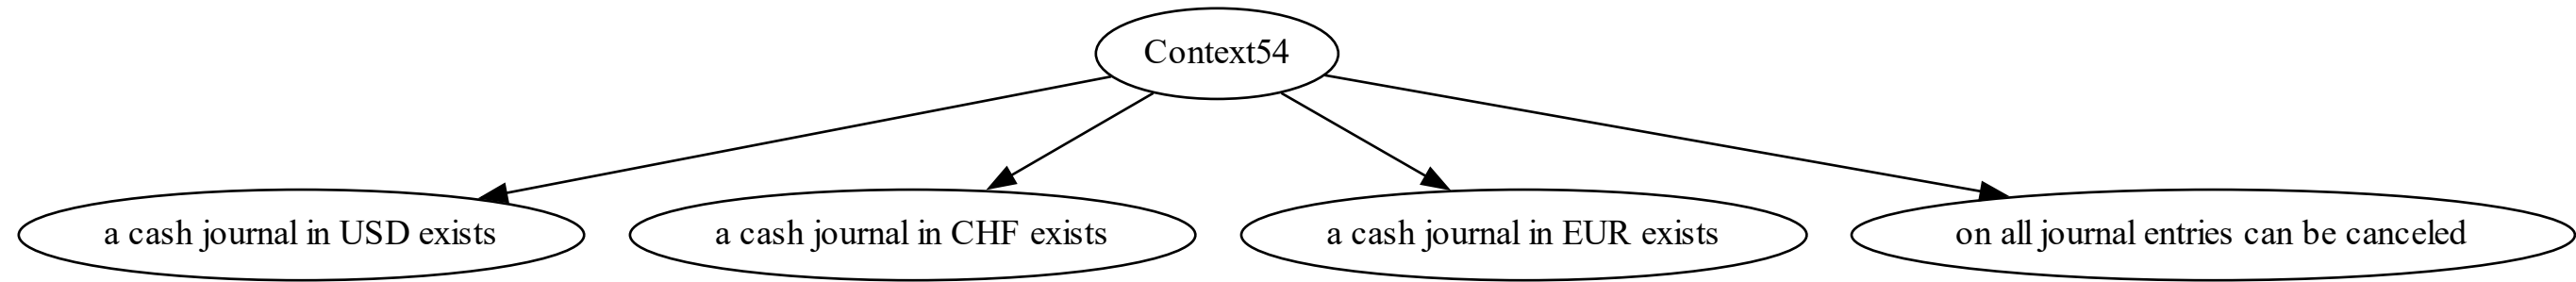 Context54
a cash journal in USD exists
a cash journal in CHF exists
a cash journal in EUR exists
on all journal entries can be canceled